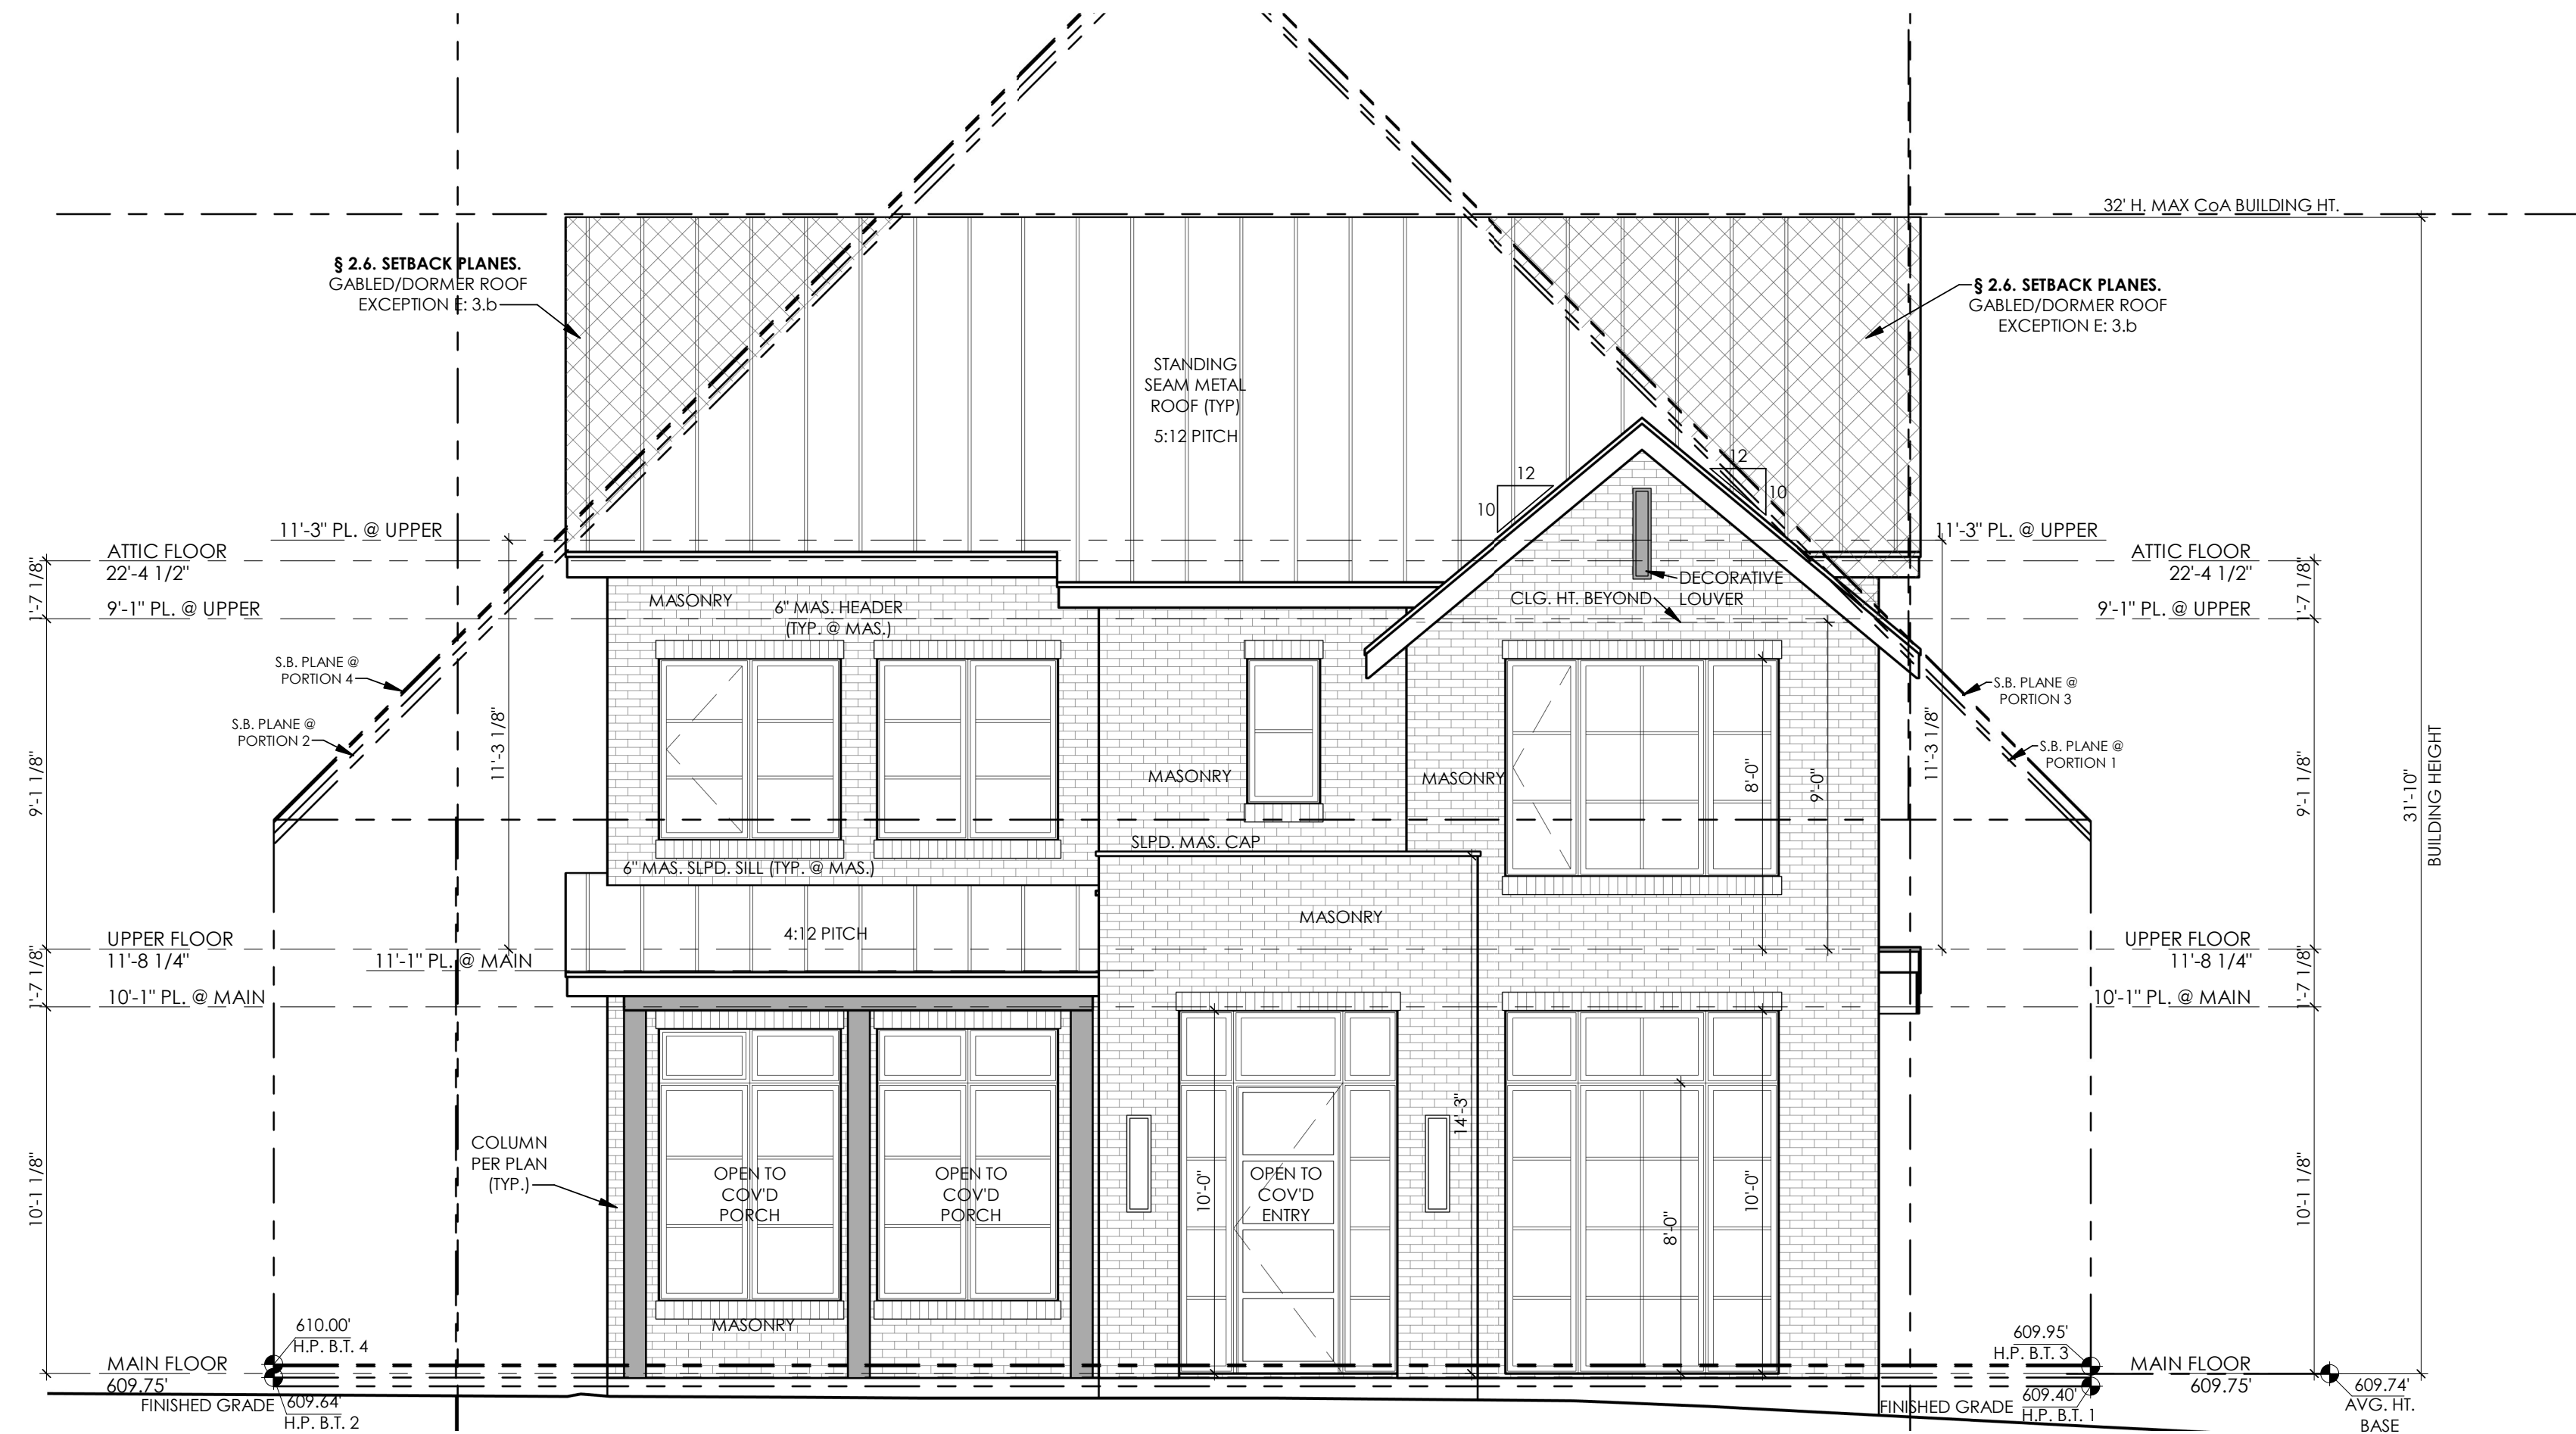 32' H. MAX CoA BUILDING HT.
§ 2.6. SETBACK PLANES.
GABLED/DORMER ROOF
EXCEPTION E: 3.b
§ 2.6. SETBACK PLANES.
GABLED/DORMER ROOF
EXCEPTION E: 3.b
STANDING
SEAM METAL
ROOF (TYP)
5:12 PITCH
12
10
12
10
11'-3" PL. @ UPPER
11'-3" PL. @ UPPER
ATTIC FLOOR
22'-4 1/2"
ATTIC FLOOR
22'-4 1/2"
1'-7 1/8"
1'-7 1/8"
9'-1" PL. @ UPPER
9'-1" PL. @ UPPER
MASONRY
6" MAS. HEADER
(TYP. @ MAS.)
DECORATIVE
LOUVER
CLG. HT. BEYOND
S.B. PLANE @
PORTION 4
S.B. PLANE @
PORTION 2
S.B. PLANE @
PORTION 3
S.B. PLANE @
PORTION 1
9'-1 1/8"
11'-3 1/8"
MASONRY
MASONRY
8'-0"
9'-0"
11'-3 1/8"
9'-1 1/8"
31'-10"
BUILDING HEIGHT
SLPD. MAS. CAP
6" MAS. SLPD. SILL (TYP. @ MAS.)
MASONRY
4:12 PITCH
UPPER FLOOR
11'-8 1/4"
UPPER FLOOR
11'-8 1/4"
11'-1" PL. @ MAIN
1'-7 1/8"
1'-7 1/8"
10'-1" PL. @ MAIN
10'-1" PL. @ MAIN
COLUMN
PER PLAN
(TYP.)
OPEN TO
COV'D
PORCH
OPEN TO
COV'D
PORCH
OPEN TO
COV'D
ENTRY
10'-1 1/8"
10'-0"
14'-3"
8'-0"
10'-0"
10'-1 1/8"
MASONRY
610.00'
H.P. B.T. 4
609.95'
H.P. B.T. 3
MAIN FLOOR
609.75'
MAIN FLOOR
609.75'
FINISHED GRADE
609.64'
H.P. B.T. 2
FINISHED GRADE
609.40'
H.P. B.T. 1
609.74'
AVG. HT.
BASE